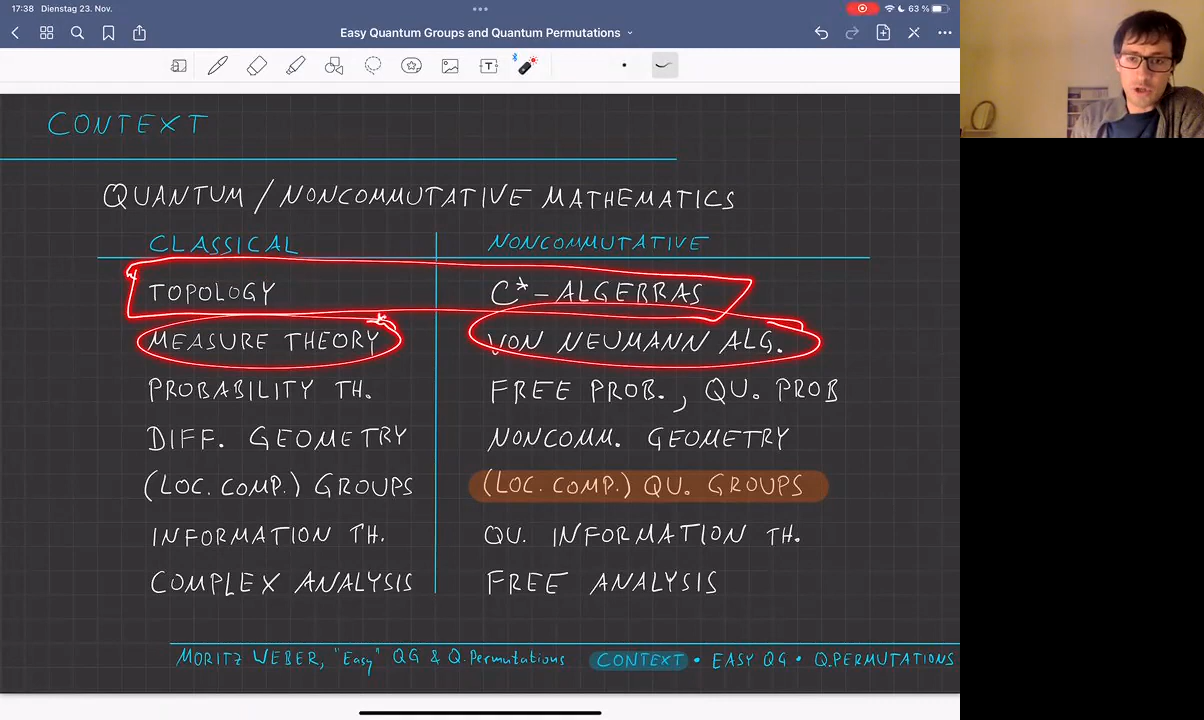 17:38 Dienstag 23. Nov.
63 %
Easy Quantum Groups and Quantum Permutations
CONTEXT
QUANTUM / NONCOMMUTATIVE MATHEMATICS
CLASSICAL NONCOMMUTATIVE
TOPOLOGY C*-ALGEBRAS
MEASURE THEORY VON NEUMANN ALG.
PROBABILITY TH. FREE PROB., QU. PROB
DIFF. GEOMETRY NONCOMM. GEOMETRY
(LOC. COMP.) GROUPS (LOC. COMP.) QU. GROUPS
INFORMATION TH. QU. INFORMATION TH.
COMPLEX ANALYSIS FREE ANALYSIS
MORITZ WEBER, "Easy" QG & Q.Permutations CONTEXT • EASY QG • Q.PERMUTATIONS